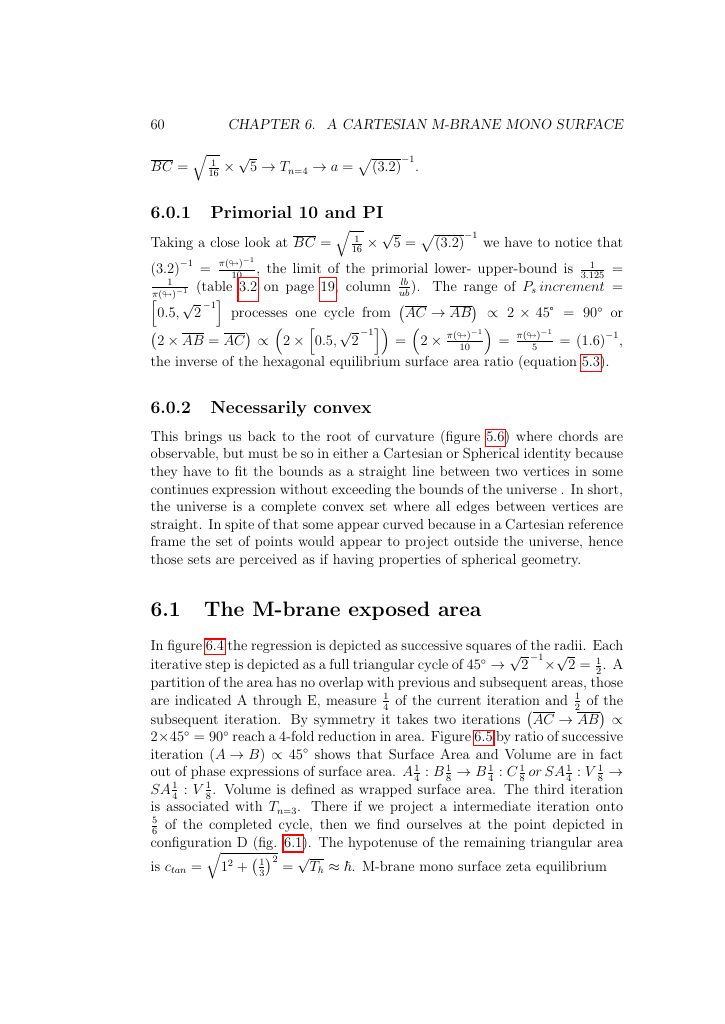 60 CHAPTER 6. A CARTESIAN M-BRANE MONO SURFACE
$\overline{BC} = \sqrt{\frac{1}{16}} \times \sqrt{5} \rightarrow T_{n=4} \rightarrow a = \sqrt{(3.2)}^{-1}$.
6.0.1 Primorial 10 and PI
Taking a close look at $\overline{BC} = \sqrt{\frac{1}{16}} \times \sqrt{5} = \sqrt{(3.2)}^{-1}$ we have to notice that
$(3.2)^{-1} = \frac{\pi(\looparrowright)^{-1}}{10}$, the limit of the primorial lower- upper-bound is $\frac{1}{3.125} =$
$\frac{1}{\pi(\looparrowright)^{-1}}$ (table 3.2 on page 19, column $\frac{lb}{ub}$). The range of $P_s\,increment =$
$\left[0.5, \sqrt{2}^{-1}\right]$ processes one cycle from $\left(\overline{AC} \rightarrow \overline{AB}\right) \propto 2 \times 45° = 90°$ or
$\left(2 \times \overline{AB} = \overline{AC}\right) \propto \left(2 \times \left[0.5, \sqrt{2}^{-1}\right]\right) = \left(2 \times \frac{\pi(\looparrowright)^{-1}}{10}\right) = \frac{\pi(\looparrowright)^{-1}}{5} = (1.6)^{-1}$,
the inverse of the hexagonal equilibrium surface area ratio (equation 5.3).
6.0.2 Necessarily convex
This brings us back to the root of curvature (figure 5.6) where chords are
observable, but must be so in either a Cartesian or Spherical identity because
they have to fit the bounds as a straight line between two vertices in some
continues expression without exceeding the bounds of the universe . In short,
the universe is a complete convex set where all edges between vertices are
straight. In spite of that some appear curved because in a Cartesian reference
frame the set of points would appear to project outside the universe, hence
those sets are perceived as if having properties of spherical geometry.
6.1 The M-brane exposed area
In figure 6.4 the regression is depicted as successive squares of the radii. Each
iterative step is depicted as a full triangular cycle of $45° \rightarrow \sqrt{2}^{-1} \times \sqrt{2} = \frac{1}{2}$. A
partition of the area has no overlap with previous and subsequent areas, those
are indicated A through E, measure $\frac{1}{4}$ of the current iteration and $\frac{1}{2}$ of the
subsequent iteration. By symmetry it takes two iterations $\left(\overline{AC} \rightarrow \overline{AB}\right) \propto$
$2 \times 45° = 90°$ reach a 4-fold reduction in area. Figure 6.5 by ratio of successive
iteration $(A \rightarrow B) \propto 45°$ shows that Surface Area and Volume are in fact
out of phase expressions of surface area. $A\frac{1}{4} : B\frac{1}{8} \rightarrow B\frac{1}{4} : C\frac{1}{8}\ or\ SA\frac{1}{4} : V\frac{1}{8} \rightarrow$
$SA\frac{1}{4} : V\frac{1}{8}$. Volume is defined as wrapped surface area. The third iteration
is associated with $T_{n=3}$. There if we project a intermediate iteration onto
$\frac{5}{6}$ of the completed cycle, then we find ourselves at the point depicted in
configuration D (fig. 6.1). The hypotenuse of the remaining triangular area
is $c_{tan} = \sqrt{1^2 + \left(\frac{1}{3}\right)^2} = \sqrt{T_h} \approx \hbar$. M-brane mono surface zeta equilibrium